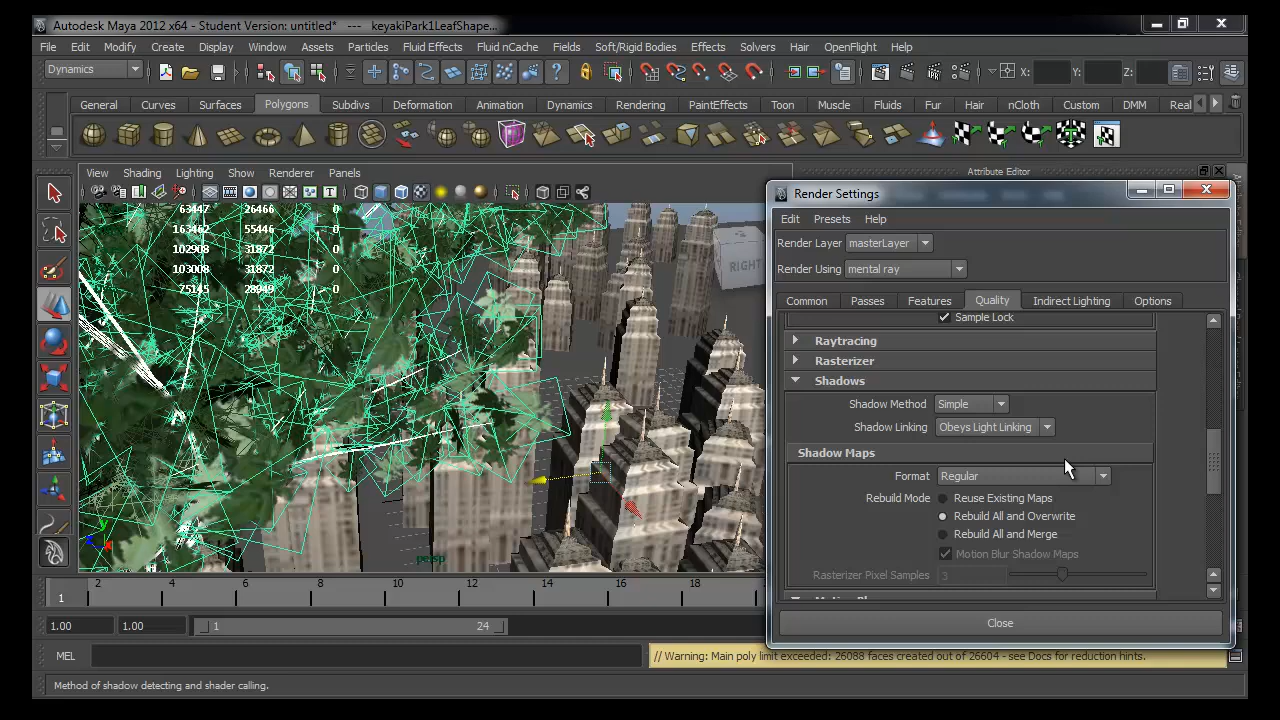 Autodesk Maya 2012 x64 - Student Version: untitled*   ---   keyakiPark1LeafShape...
File Edit Modify Create Display Window Assets Particles Fluid Effects Fluid nCache Fields Soft/Rigid Bodies Effects Solvers Hair OpenFlight Help
Dynamics X: Y: Z:
General Curves Surfaces Polygons Subdivs Deformation Animation Dynamics Rendering PaintEffects Toon Muscle Fluids Fur Hair nCloth Custom DMM Real
View Shading Lighting Show Renderer Panels
Attribute Editor
63447 26466 0
163462 55446 0
102908 31872 0
103008 31872 0
75145 28949 0
RIGHT
persp
Render Settings
Edit Presets Help
Render Layer masterLayer
Render Using mental ray
Common Passes Features Quality Indirect Lighting Options
Sample Lock
Raytracing
Rasterizer
Shadows
Shadow Method Simple
Shadow Linking Obeys Light Linking
Shadow Maps
Format Regular
Rebuild Mode Reuse Existing Maps
Rebuild All and Overwrite
Rebuild All and Merge
Motion Blur Shadow Maps
Rasterizer Pixel Samples 3
Close
2 4 6 8 10 12 14 16 18
1
1.00 1.00 1 24
MEL // Warning: Main poly limit exceeded: 26088 faces created out of 26604 - see Docs for reduction hints.
Method of shadow detecting and shader calling.